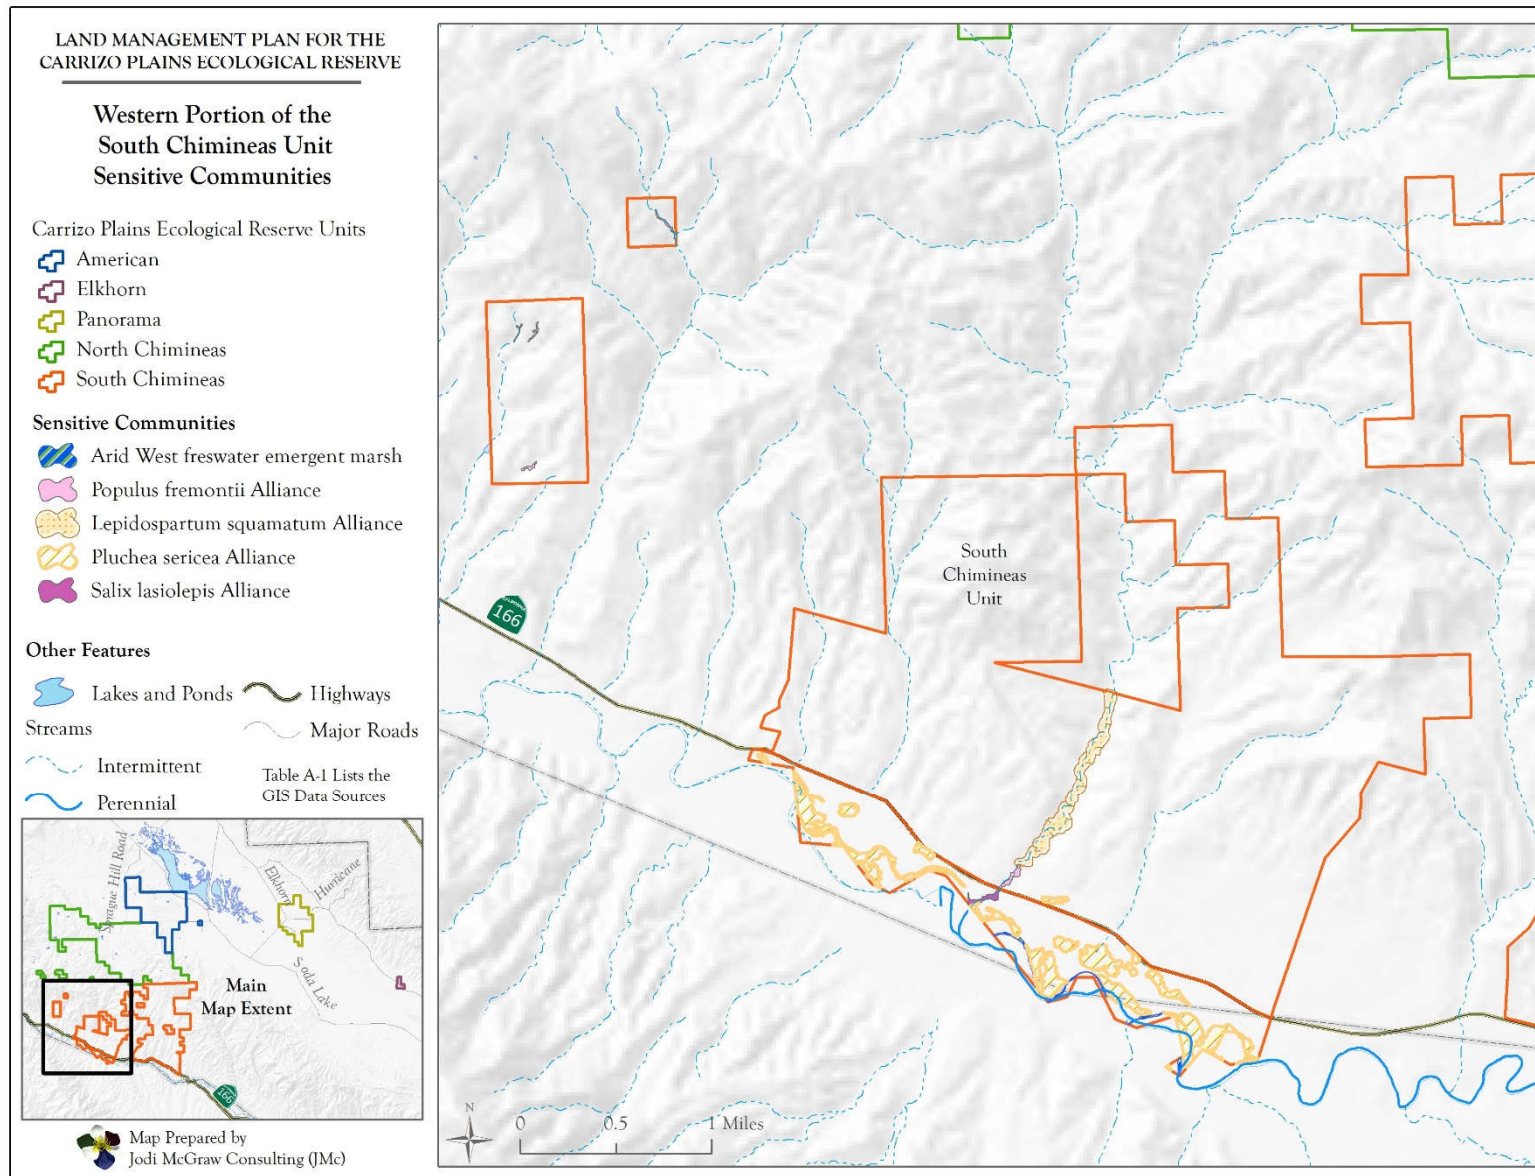 LAND MANAGEMENT PLAN FOR THE
CARRIZO PLAINS ECOLOGICAL RESERVE
Western Portion of the
South Chimineas Unit
Sensitive Communities
Carrizo Plains Ecological Reserve Units
American
Elkhorn
Panorama
North Chimineas
South Chimineas
Sensitive Communities
Arid West freswater emergent marsh
Populus fremontii Alliance
Lepidospartum squamatum Alliance
Pluchea sericea Alliance
Salix lasiolepis Alliance
Other Features
Lakes and Ponds
Highways
Streams
Major Roads
Intermittent
Perennial
Table A-1 Lists the
GIS Data Sources
Sprague Hill Road
Elkhorn
Hurricane
Soda Lake
Main
Map Extent
166
Map Prepared by
Jodi McGraw Consulting (JMc)
166
South
Chimineas
Unit
N
0 0.5 1 Miles